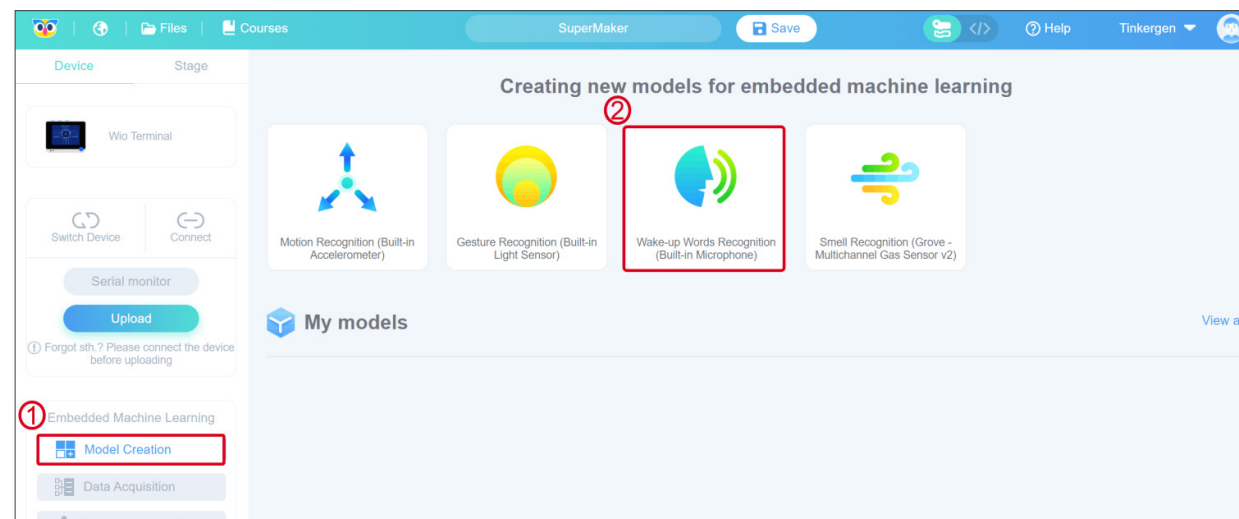 Files
Courses
SuperMaker
Save
</>
Help
Tinkergen
Device
Stage
Creating new models for embedded machine learning
②
Wio Terminal
Motion Recognition (Built-in
Accelerometer)
Gesture Recognition (Built-in
Light Sensor)
Wake-up Words Recognition
(Built-in Microphone)
Smell Recognition (Grove -
Multichannel Gas Sensor v2)
Switch Device
Connect
Serial monitor
Upload
Forgot sth.? Please connect the device
before uploading
My models
View a
①
Embedded Machine Learning
Model Creation
Data Acquisition